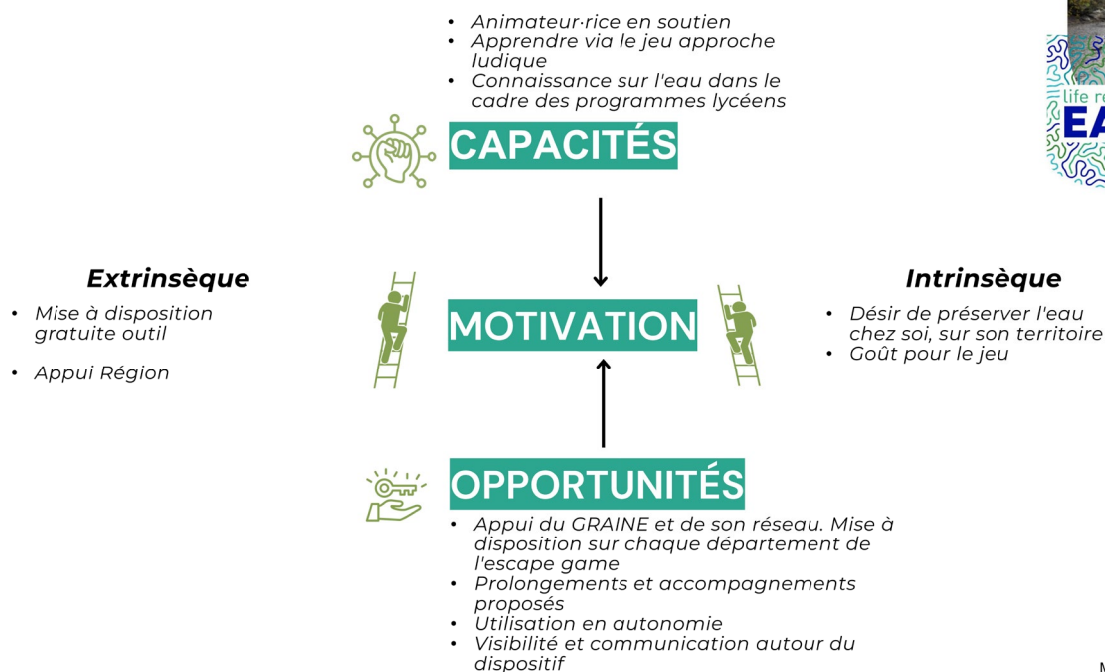 • Animateur·rice en soutien
• Apprendre via le jeu approche
ludique
• Connaissance sur l'eau dans le
cadre des programmes lycéens
CAPACITÉS
life
Extrinsèque
• Mise à disposition
gratuite outil
• Appui Région
MOTIVATION
Intrinsèque
• Désir de préserver l'eau
chez soi, sur son territoire
• Goût pour le jeu
OPPORTUNITÉS
• Appui du GRAINE et de son réseau. Mise à
disposition sur chaque département de
l'escape game
• Prolongements et accompagnements
proposés
• Utilisation en autonomie
• Visibilité et communication autour du
dispositif